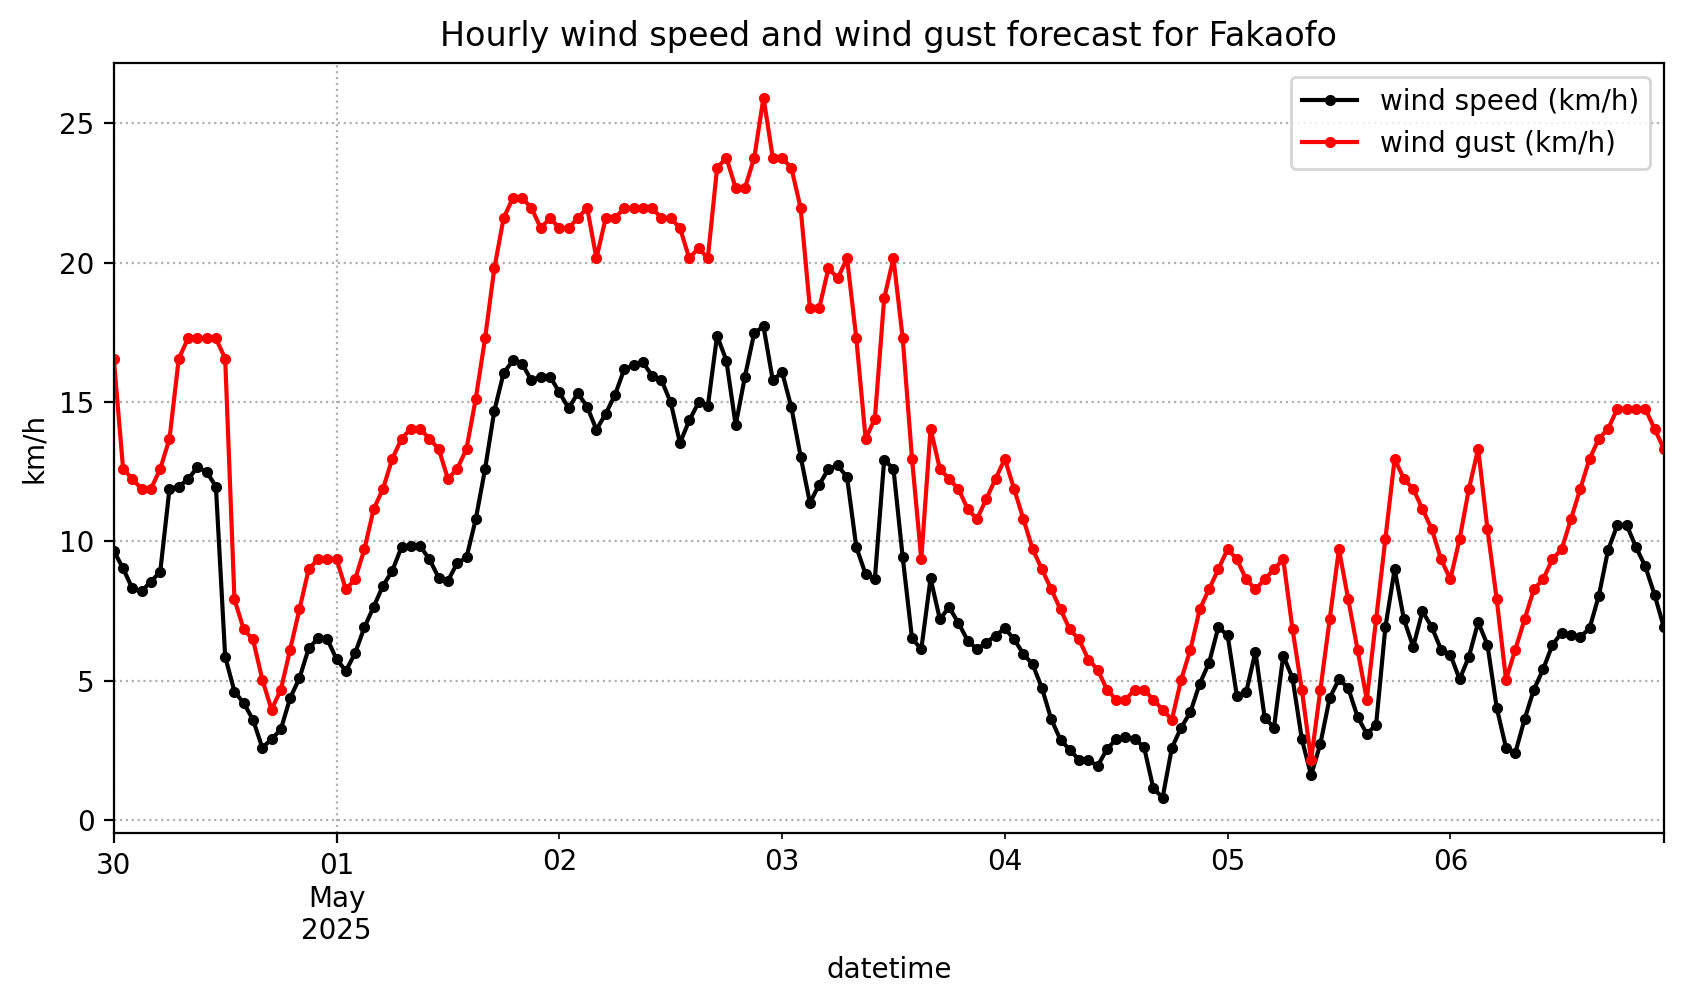 Hourly wind speed and wind gust forecast for Fakaofo
wind speed (km/h)
wind gust (km/h)
km/h
25
20
15
10
5
0
30
01
May
2025
02
03
04
05
06
datetime